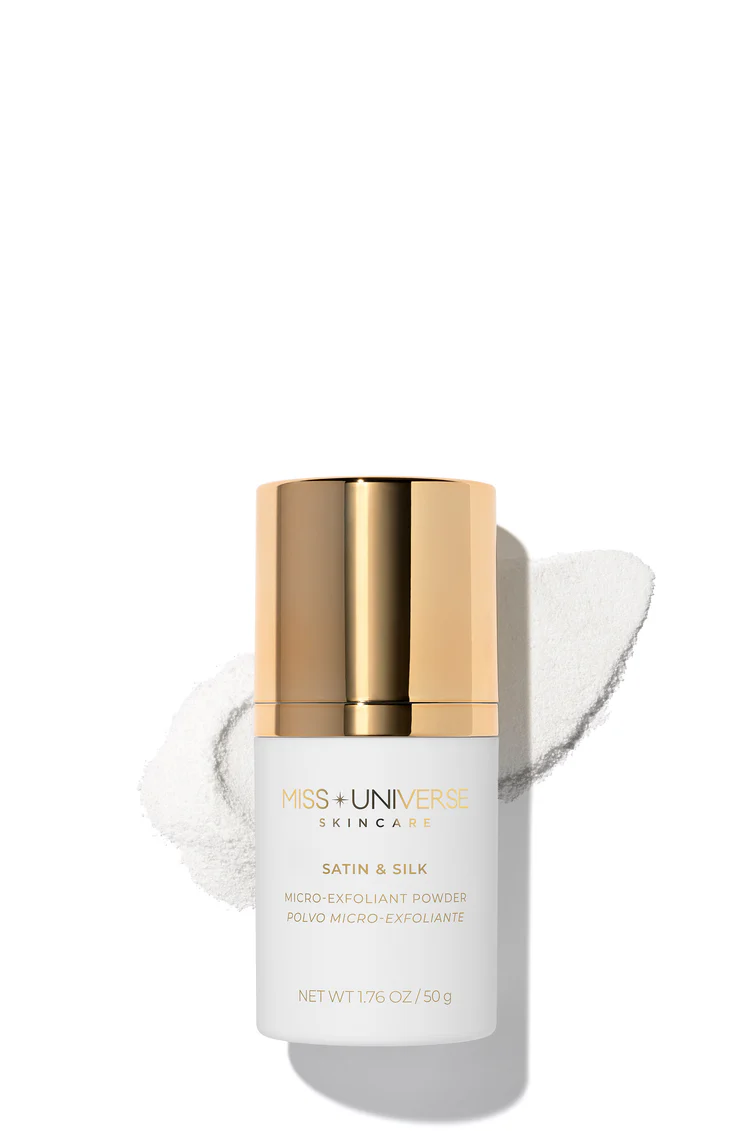 MISS UNIVERSE
SKINCARE
SATIN & SILK
MICRO-EXFOLIANT POWDER
POLVO MICRO-EXFOLIANTE
NET WT 1.76 OZ / 50 g